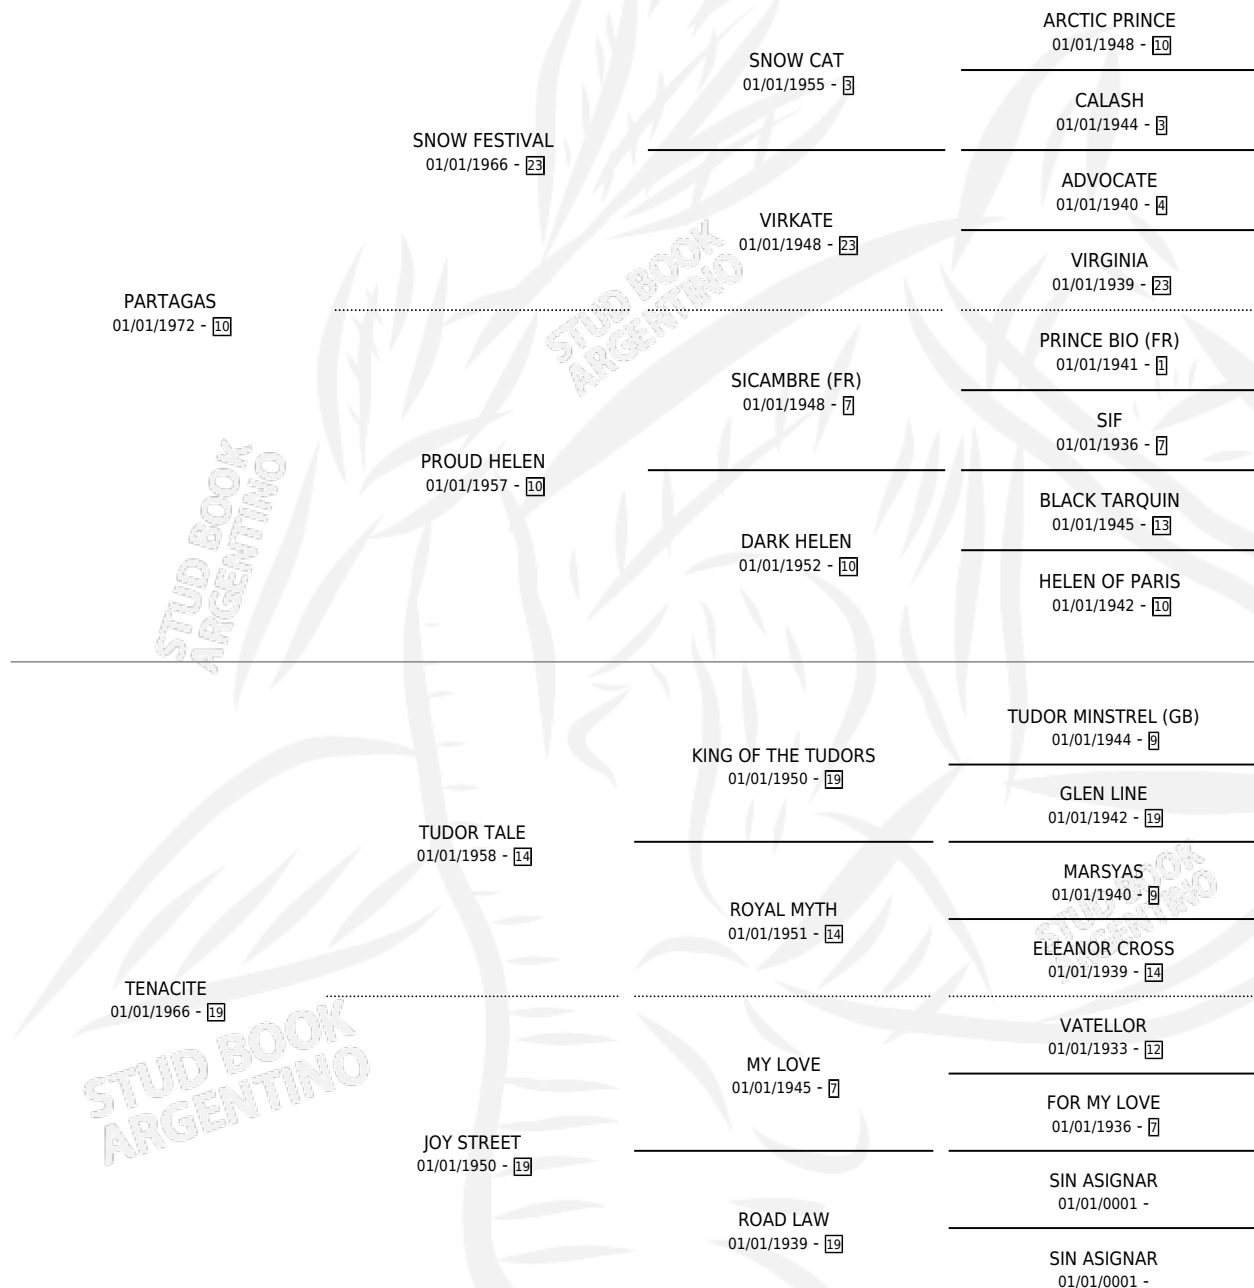 ARCTIC PRINCE
01/01/1948 - 10
SNOW CAT
01/01/1955 - 3
CALASH
01/01/1944 - 3
SNOW FESTIVAL
01/01/1966 - 23
ADVOCATE
01/01/1940 - 4
VIRKATE
01/01/1948 - 23
VIRGINIA
01/01/1939 - 23
PARTAGAS
01/01/1972 - 10
PRINCE BIO (FR)
01/01/1941 - 1
SICAMBRE (FR)
01/01/1948 - 7
SIF
01/01/1936 - 7
PROUD HELEN
01/01/1957 - 10
BLACK TARQUIN
01/01/1945 - 13
DARK HELEN
01/01/1952 - 10
HELEN OF PARIS
01/01/1942 - 10
TUDOR MINSTREL (GB)
01/01/1944 - 9
KING OF THE TUDORS
01/01/1950 - 19
GLEN LINE
01/01/1942 - 19
TUDOR TALE
01/01/1958 - 14
MARSYAS
01/01/1940 - 9
ROYAL MYTH
01/01/1951 - 14
ELEANOR CROSS
01/01/1939 - 14
TENACITE
01/01/1966 - 19
VATELLOR
01/01/1933 - 12
MY LOVE
01/01/1945 - 7
FOR MY LOVE
01/01/1936 - 7
JOY STREET
01/01/1950 - 19
SIN ASIGNAR
01/01/0001 -
ROAD LAW
01/01/1939 - 19
SIN ASIGNAR
01/01/0001 -
STUD BOOK
ARGENTINO
STUD BOOK
ARGENTINO
STUD BOOK
ARGENTINO
STUD BOOK
ARGENTINO